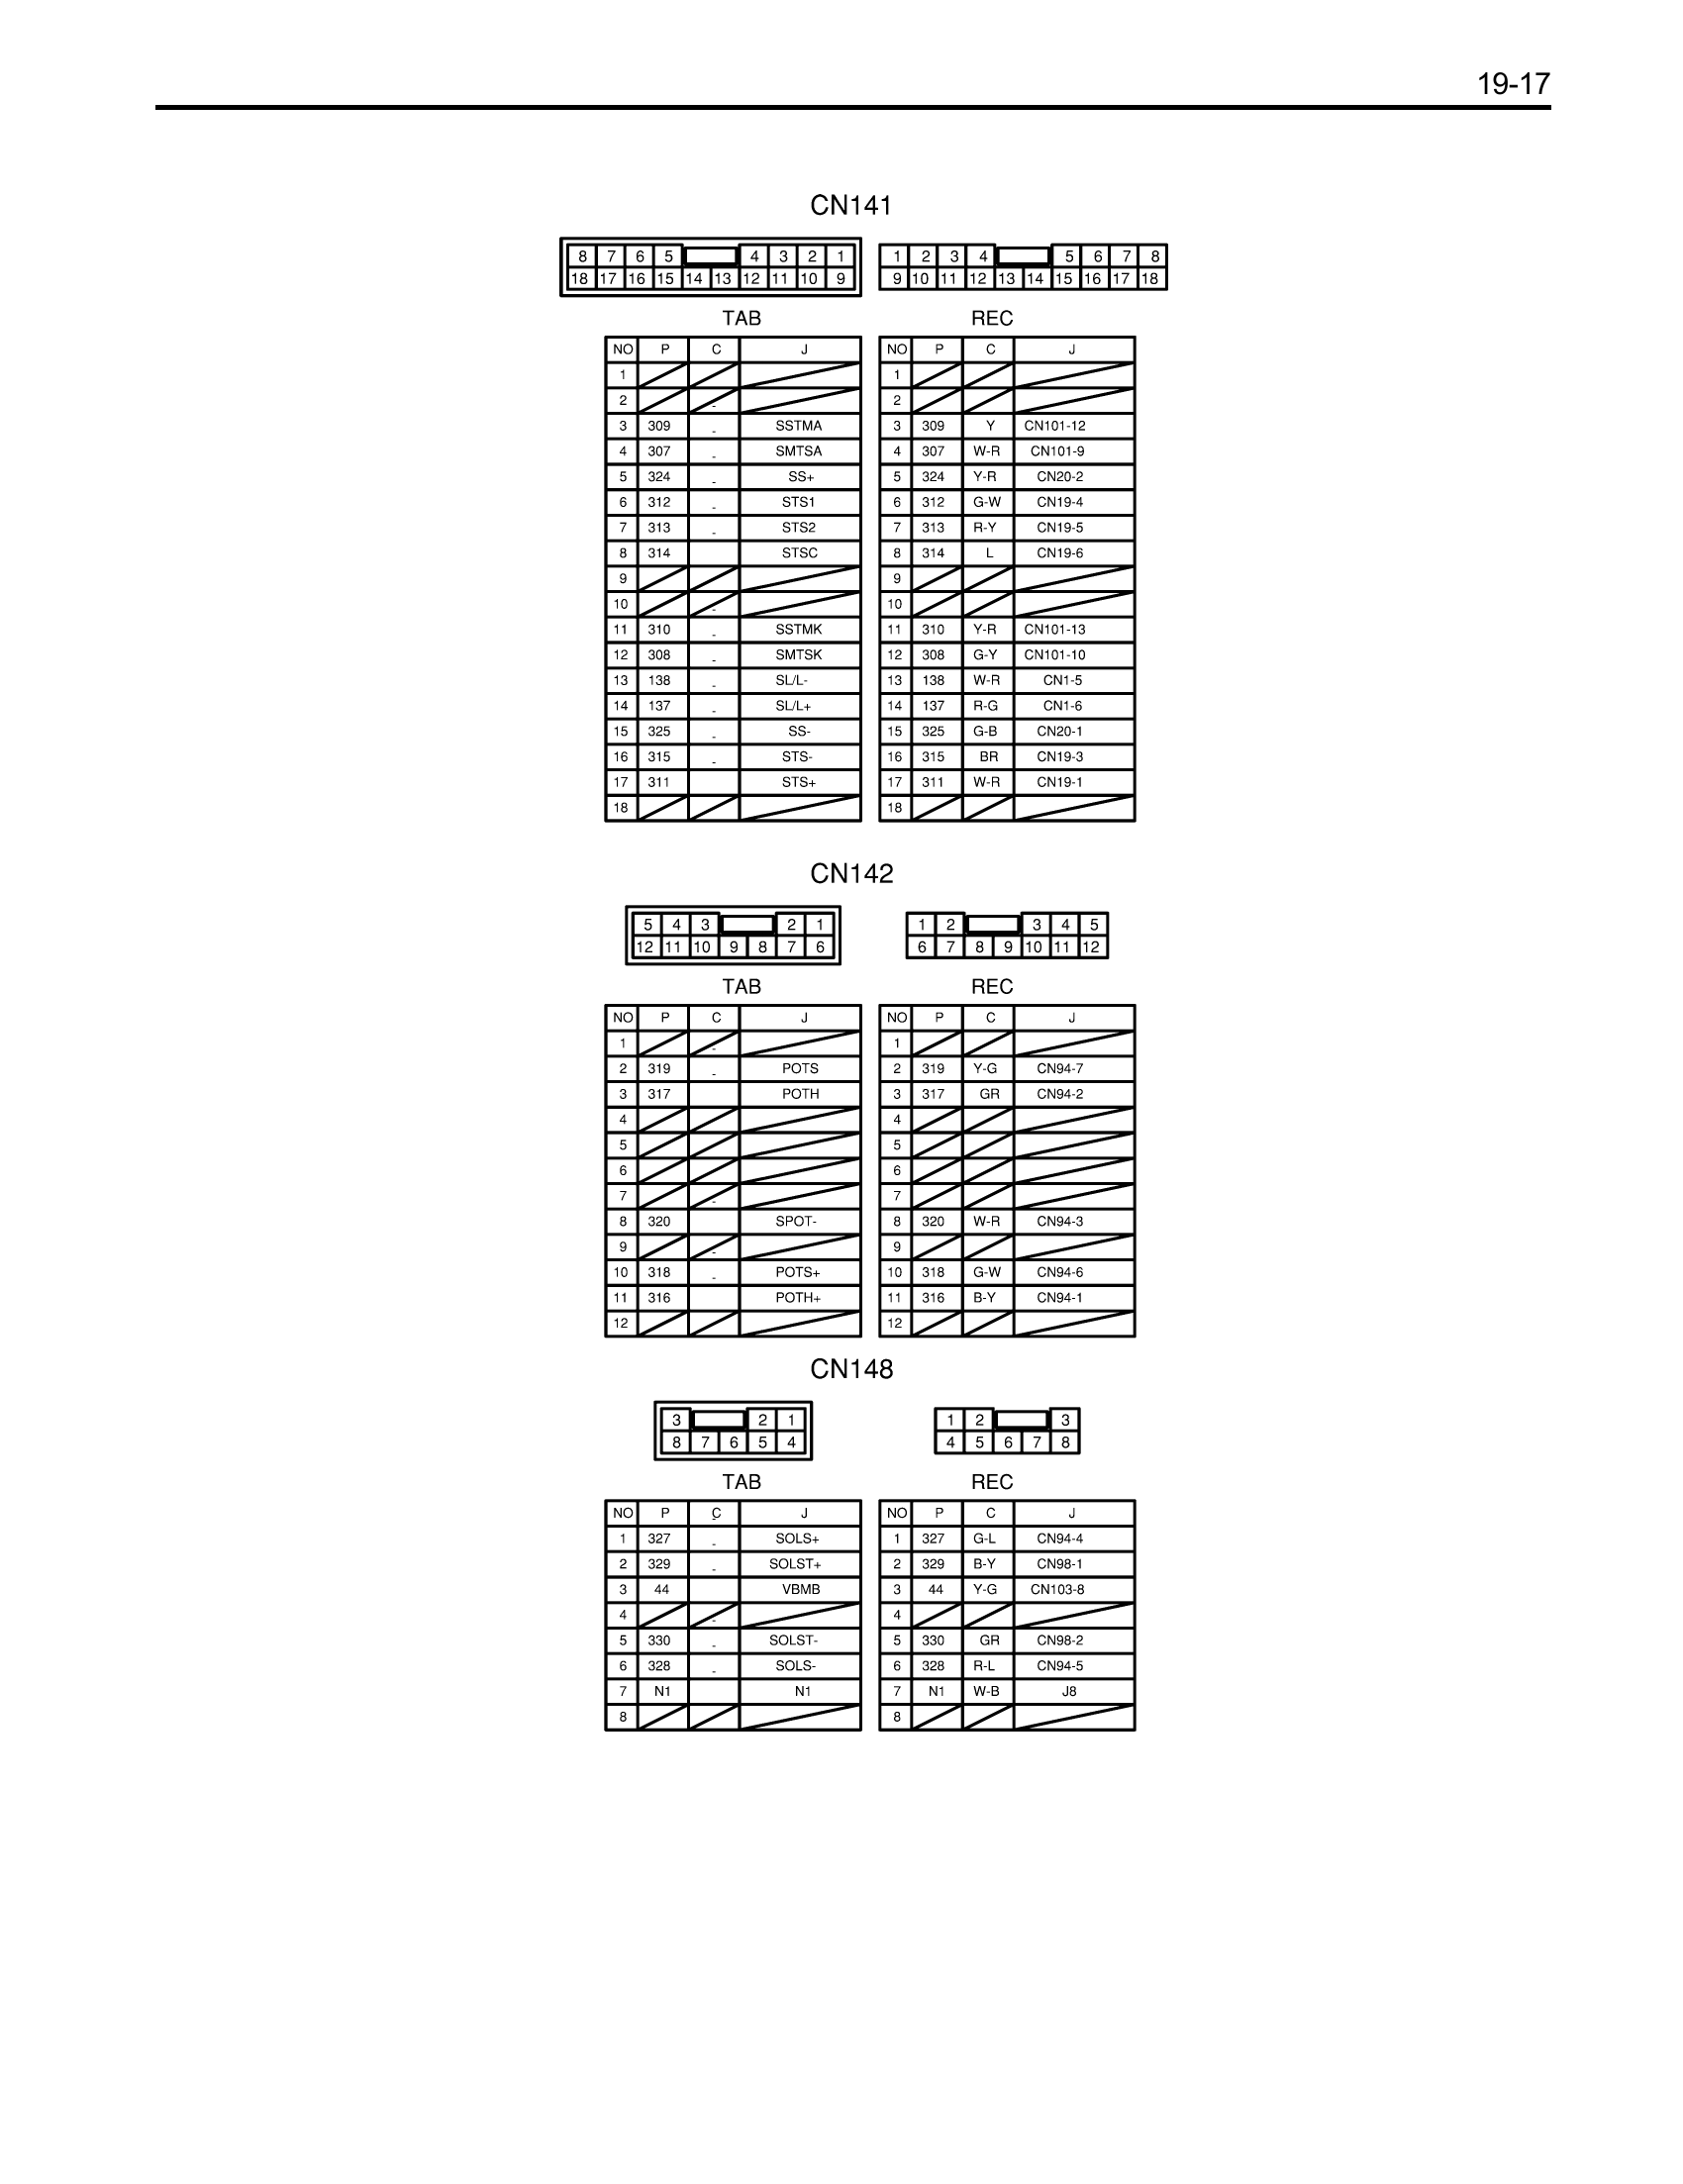 19-17
CN141
8 7 6 5 4 3 2 1
18 17 16 15 14 13 12 11 10 9
1 2 3 4 5 6 7 8
9 10 11 12 13 14 15 16 17 18
TAB REC
NO P C J NO P C J
1 1
2 - 2
3 309 - SSTMA 3 309 Y CN101-12
4 307 - SMTSA 4 307 W-R CN101-9
5 324 - SS+ 5 324 Y-R CN20-2
6 312 - STS1 6 312 G-W CN19-4
7 313 - STS2 7 313 R-Y CN19-5
8 314 STSC 8 314 L CN19-6
9 9
10 - 10
11 310 - SSTMK 11 310 Y-R CN101-13
12 308 - SMTSK 12 308 G-Y CN101-10
13 138 - SL/L- 13 138 W-R CN1-5
14 137 - SL/L+ 14 137 R-G CN1-6
15 325 - SS- 15 325 G-B CN20-1
16 315 - STS- 16 315 BR CN19-3
17 311 STS+ 17 311 W-R CN19-1
18 18
CN142
5 4 3 2 1
12 11 10 9 8 7 6
1 2 3 4 5
6 7 8 9 10 11 12
TAB REC
NO P C J NO P C J
1 - 1
2 319 - POTS 2 319 Y-G CN94-7
3 317 POTH 3 317 GR CN94-2
4 4
5 5
6 6
7 - 7
8 320 SPOT- 8 320 W-R CN94-3
9 - 9
10 318 - POTS+ 10 318 G-W CN94-6
11 316 POTH+ 11 316 B-Y CN94-1
12 12
CN148
3 2 1
8 7 6 5 4
1 2 3
4 5 6 7 8
TAB REC
NO P C - J NO P C J
1 327 - SOLS+ 1 327 G-L CN94-4
2 329 - SOLST+ 2 329 B-Y CN98-1
3 44 VBMB 3 44 Y-G CN103-8
4 - 4
5 330 - SOLST- 5 330 GR CN98-2
6 328 - SOLS- 6 328 R-L CN94-5
7 N1 N1 7 N1 W-B J8
8 8